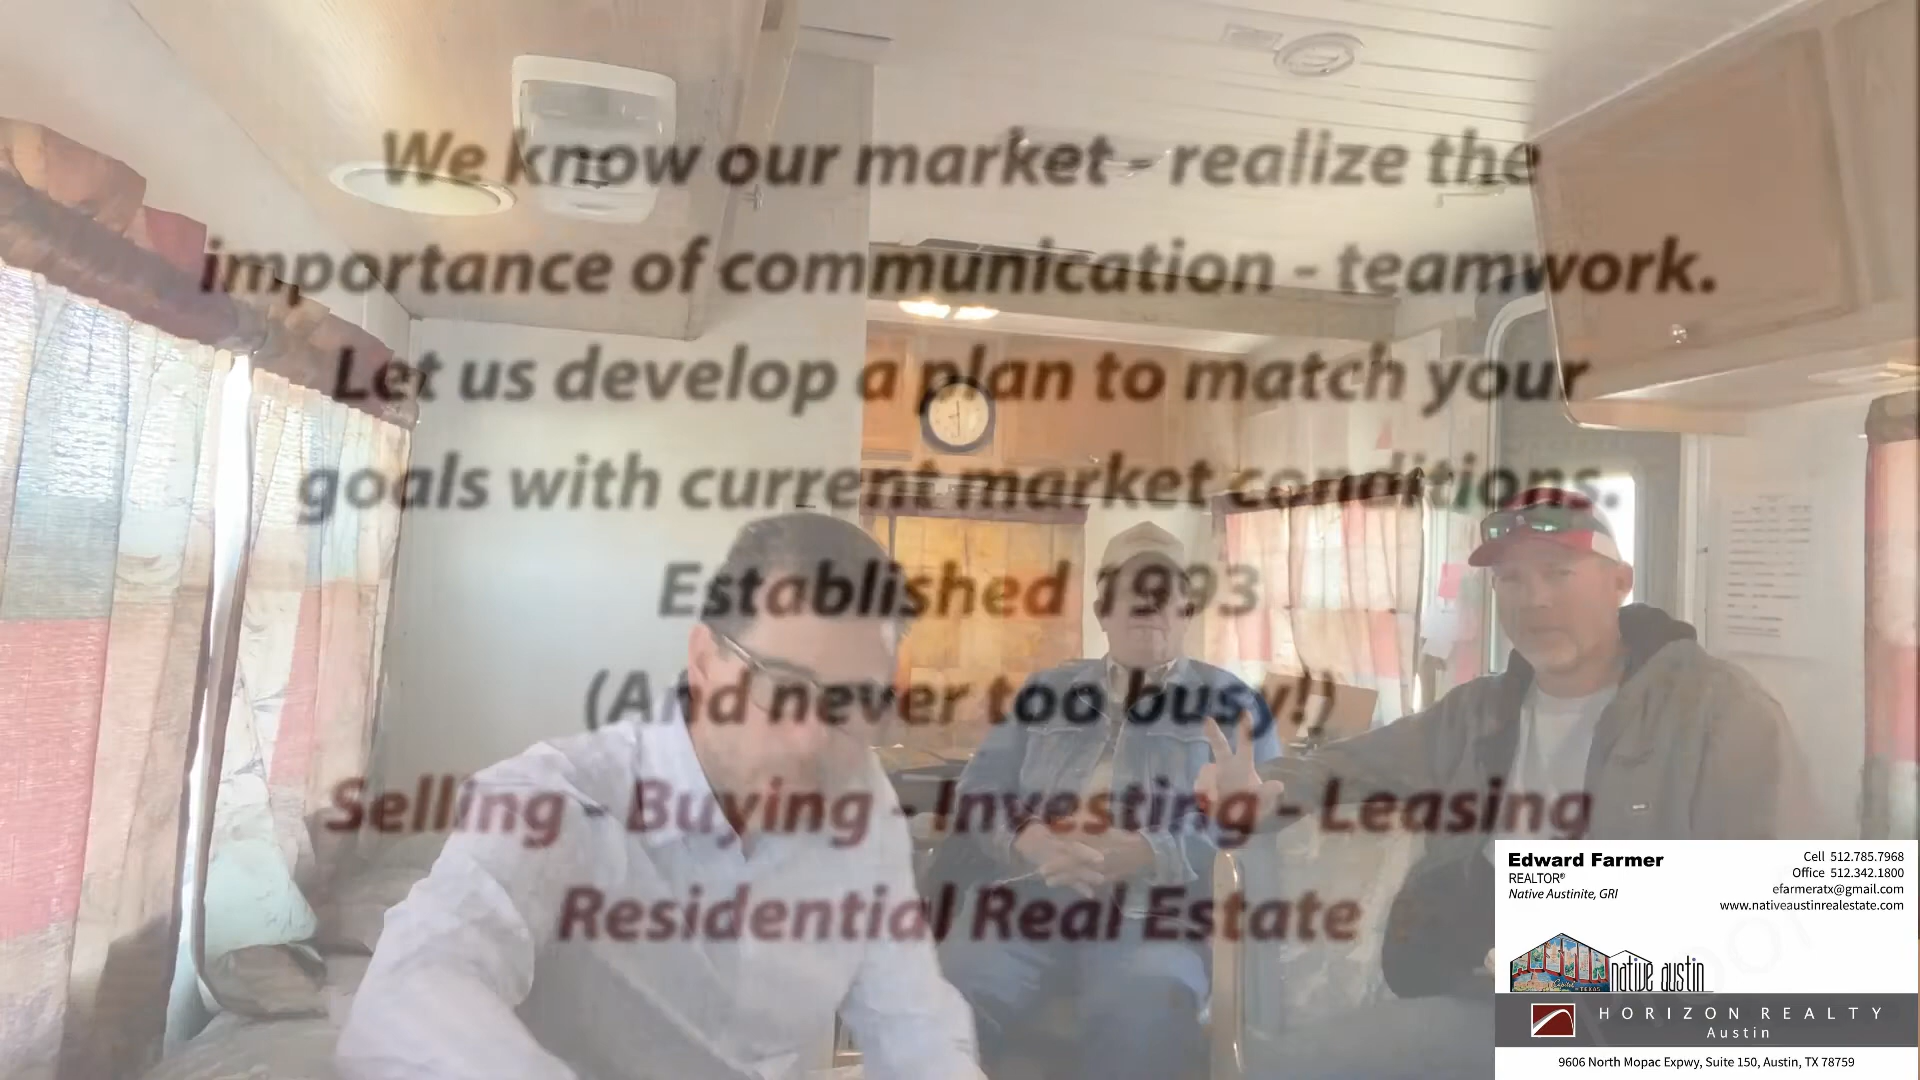 We know our market - realize the
importance of communication - teamwork.
Let us develop a plan to match your
goals with current market conditions.
Established 1993
(And never too busy!)
Selling - Buying - Investing - Leasing
Residential Real Estate
Edward Farmer
REALTOR®
Native Austinite, GRI
Cell 512.785.7968
Office 512.342.1800
efarmeratx@gmail.com
www.nativeaustinrealestate.com
AUSTIN
native austin
HORIZON REALTY
Austin
9606 North Mopac Expwy, Suite 150, Austin, TX 78759